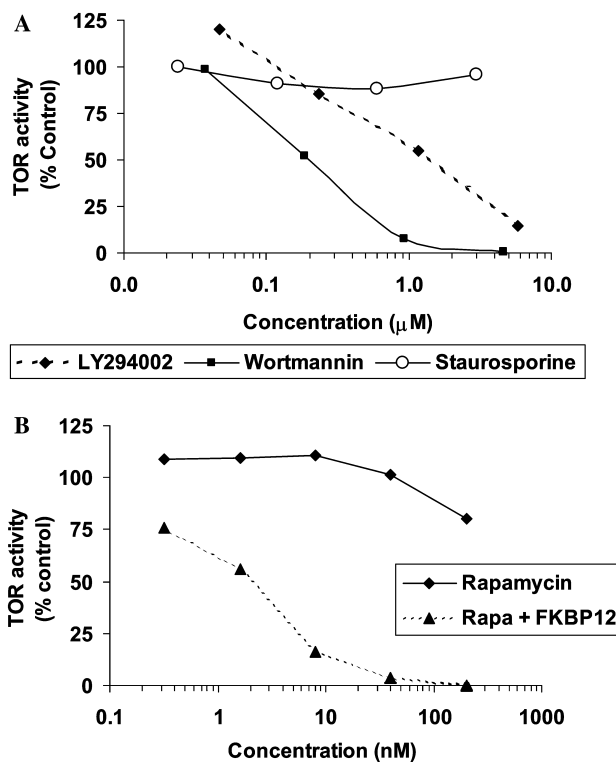 A
TOR activity
(% Control)
125
100
75
50
25
0
0.0 0.1 1.0 10.0
Concentration (μM)
LY294002 Wortmannin Staurosporine
B
TOR activity
(% control)
125
100
75
50
25
0
Rapamycin
Rapa + FKBP12
0.1 1 10 100 1000
Concentration (nM)